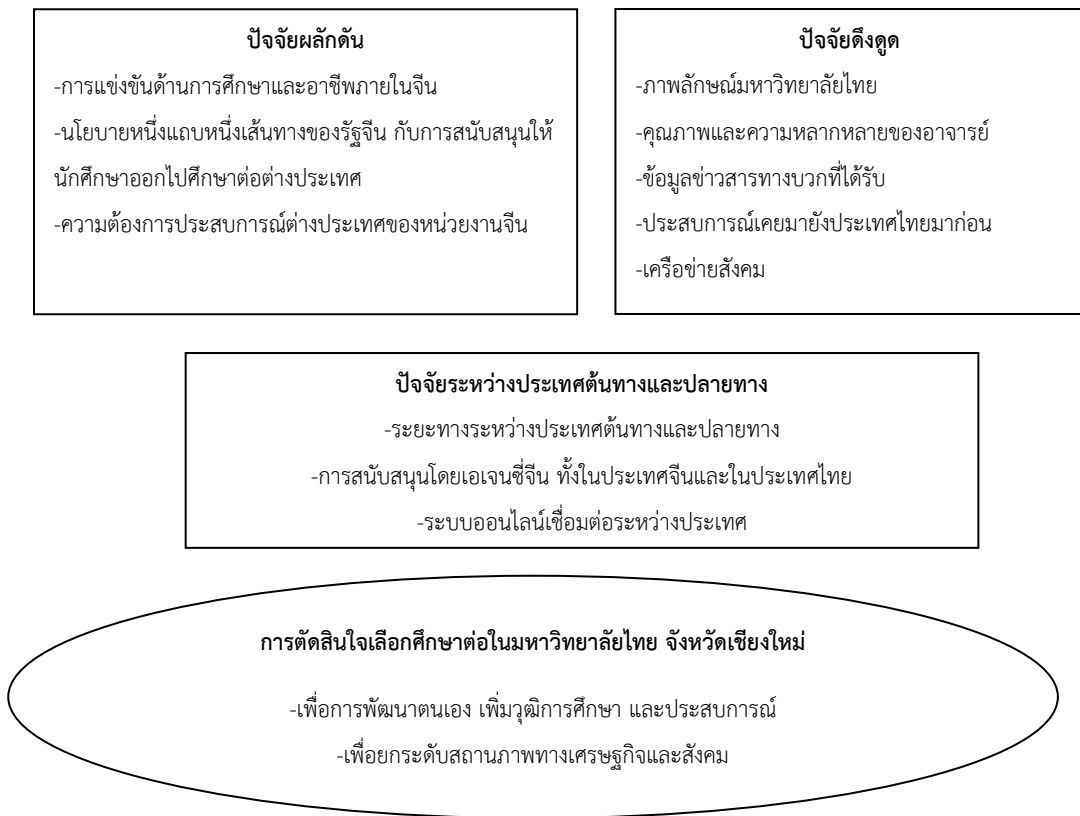 ปัจจัยผลักดัน
-การแข่งขันด้านการศึกษาและอาชีพภายในจีน
-นโยบายหนึ่งแถบหนึ่งเส้นทางของรัฐจีน กับการสนับสนุนให้
นักศึกษาออกไปศึกษาต่อต่างประเทศ
-ความต้องการประสบการณ์ต่างประเทศของหน่วยงานจีน
ปัจจัยดึงดูด
-ภาพลักษณ์มหาวิทยาลัยไทย
-คุณภาพและความหลากหลายของอาจารย์
-ข้อมูลข่าวสารทางบวกที่ได้รับ
-ประสบการณ์เคยมายังประเทศไทยมาก่อน
-เครือข่ายสังคม
ปัจจัยระหว่างประเทศต้นทางและปลายทาง
-ระยะทางระหว่างประเทศต้นทางและปลายทาง
-การสนับสนุนโดยเอเจนซี่จีน ทั้งในประเทศจีนและในประเทศไทย
-ระบบออนไลน์เชื่อมต่อระหว่างประเทศ
การตัดสินใจเลือกศึกษาต่อในมหาวิทยาลัยไทย จังหวัดเชียงใหม่
-เพื่อการพัฒนาตนเอง เพิ่มวุฒิการศึกษา และประสบการณ์
-เพื่อยกระดับสถานภาพทางเศรษฐกิจและสังคม